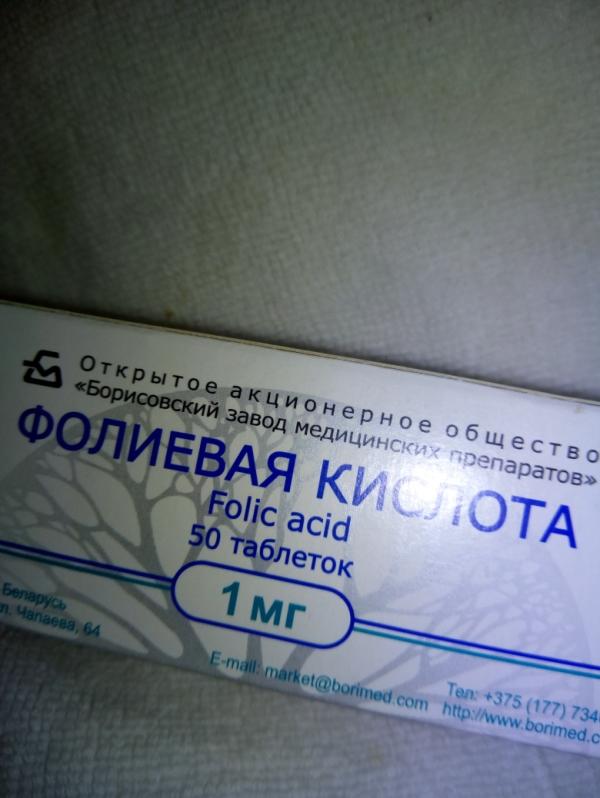 Открытое акционерное общество
«Борисовский завод медицинских препаратов»
ФОЛИЕВАЯ КИСЛОТА
Folic acid
50 таблеток
1 мг
Беларусь
Чапаева, 64
E-mail: market@borimed.com
Тел: +375 (177) 734
http://www.borimed.c